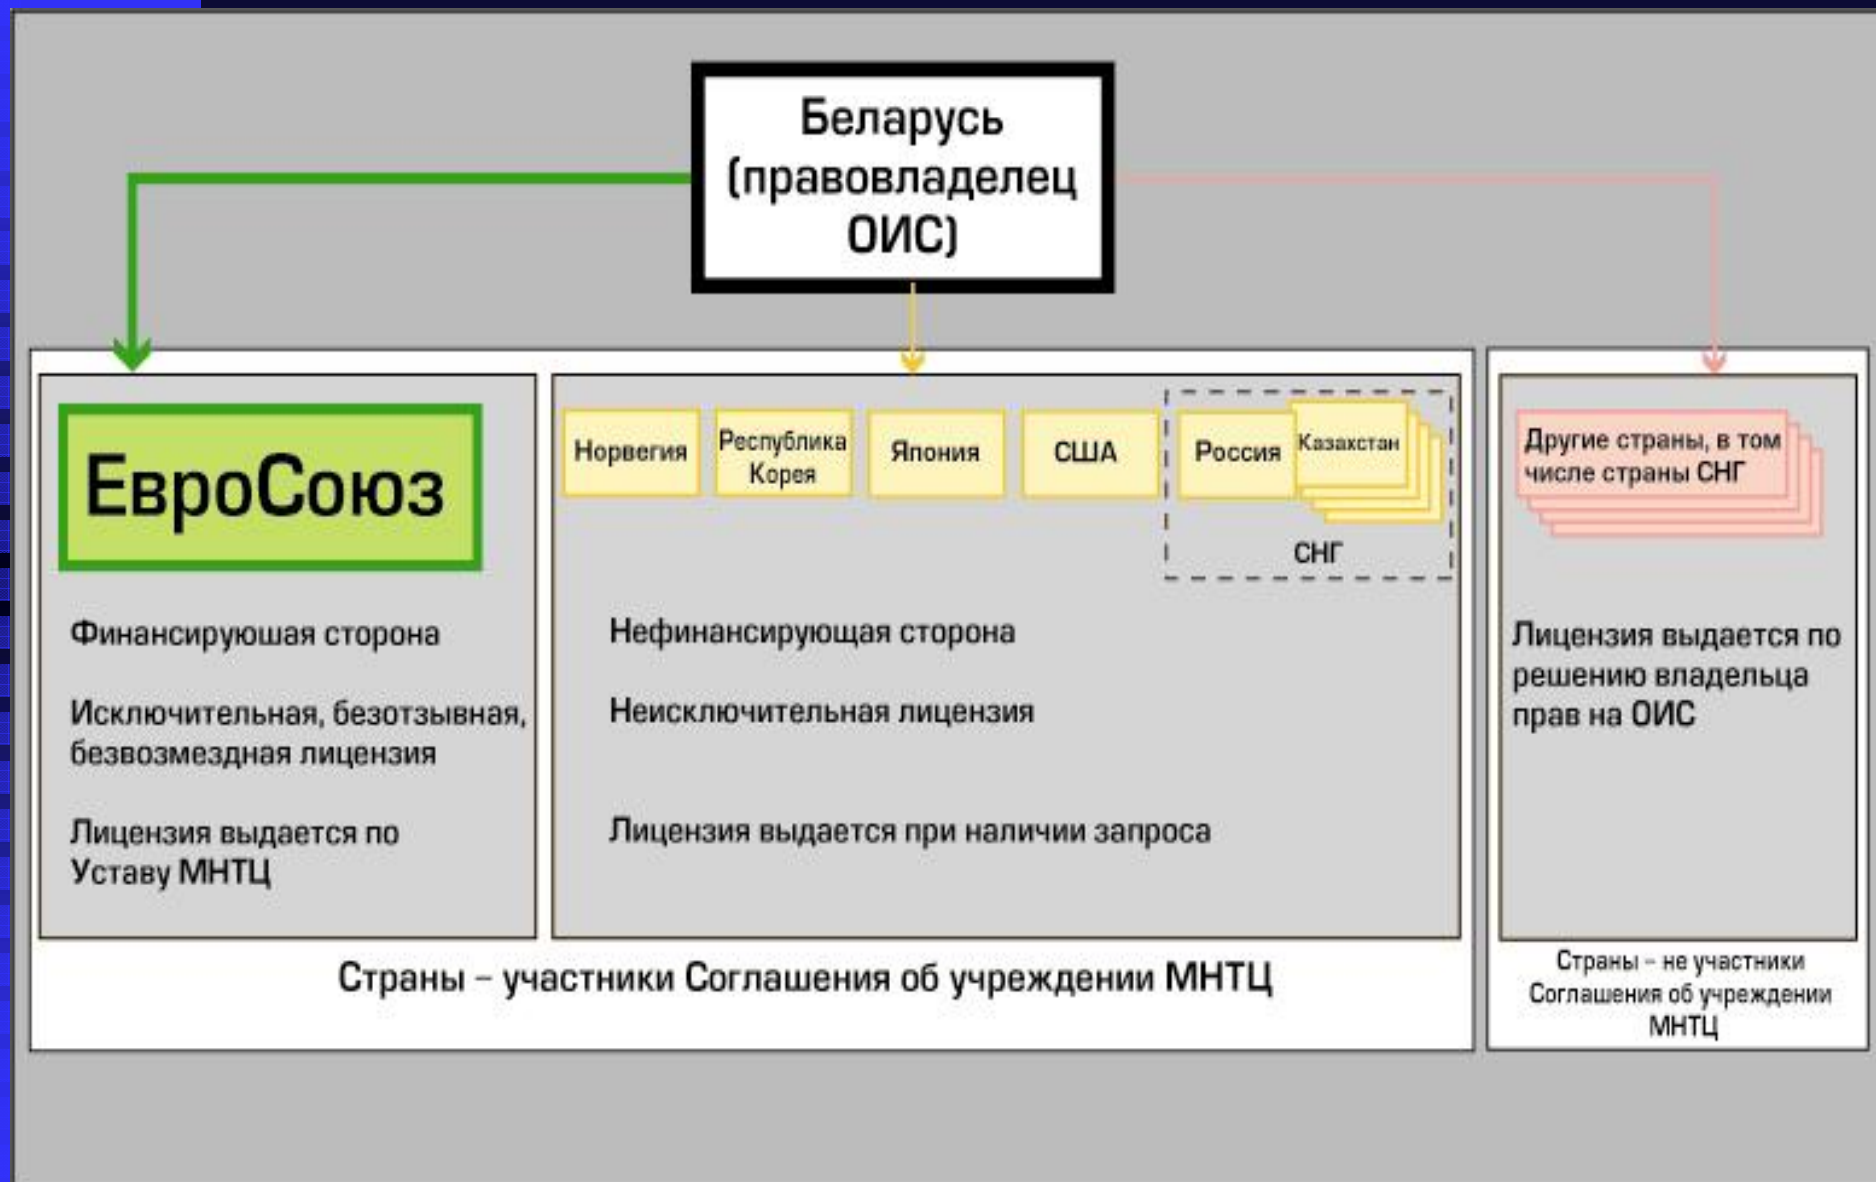 Беларусь
(правовладелец
ОИС)
ЕвроСоюз
Финансируюшая сторона
Исключительная, безотзывная,
безвозмездная лицензия
Лицензия выдается по
Уставу МНТЦ
Норвегия
Республика
Корея
Япония
США
Россия
Казахстан
СНГ
Нефинансирующая сторона
Неисключительная лицензия
Лицензия выдается при наличии запроса
Страны – участники Соглашения об учреждении МНТЦ
Другие страны, в том
числе страны СНГ
Лицензия выдается по
решению владельца
прав на ОИС
Страны – не участники
Соглашения об учреждении
МНТЦ